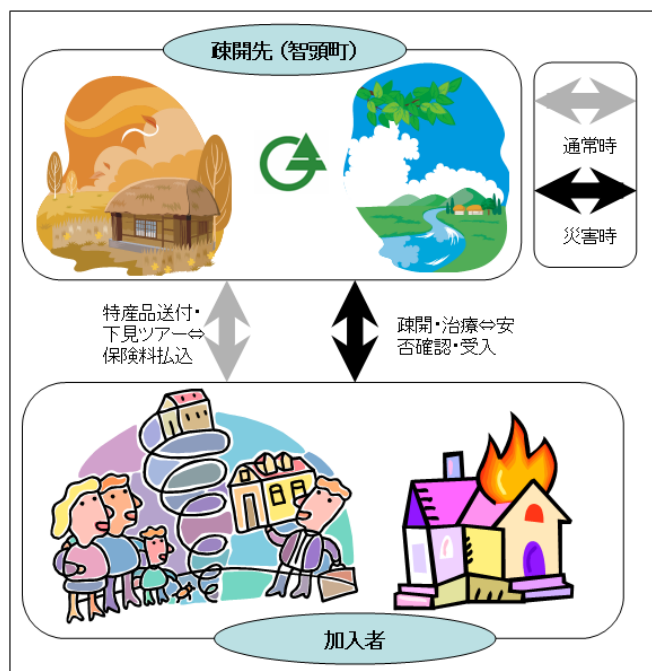 疎開先（智頭町）
通常時
災害時
特産品送付・
下見ツアー⇔
保険料払込
疎開・治療⇔安
否確認・受入
加入者